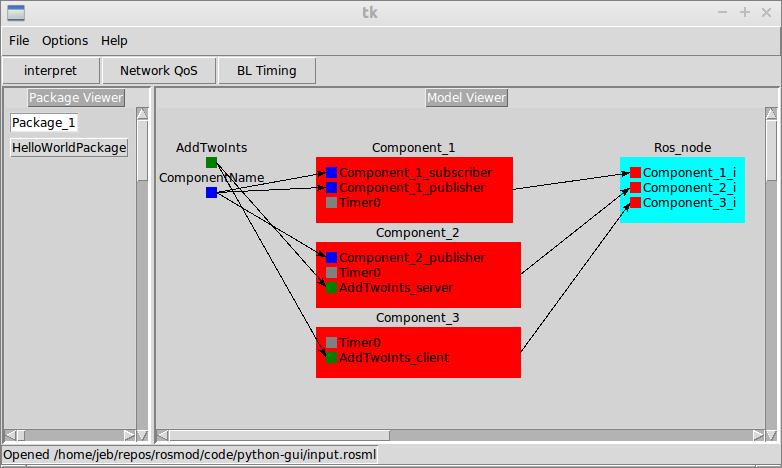 tk
File Options Help
interpret Network QoS BL Timing
Package Viewer
Package_1
HelloWorldPackage
Model Viewer
AddTwoInts
ComponentName
Component_1
Component_1_subscriber
Component_1_publisher
Timer0
Component_2
Component_2_publisher
Timer0
AddTwoInts_server
Component_3
Timer0
AddTwoInts_client
Ros_node
Component_1_i
Component_2_i
Component_3_i
Opened /home/jeb/repos/rosmod/code/python-gui/input.rosml